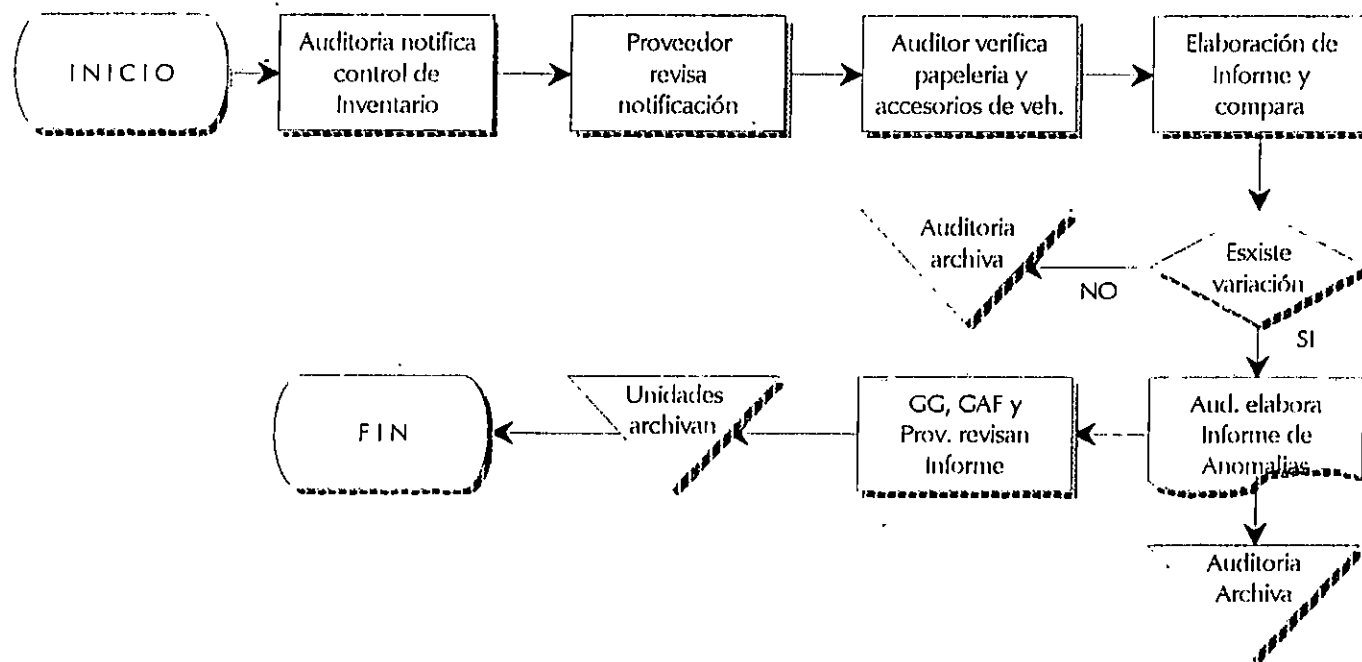 INICIO
Auditoria notifica
control de
Inventario
Proveedor
revisa
notificación
Auditor verifica
papeleria y
accesorios de veh.
Elaboración de
Informe y
compara
Esxiste
variación
NO
Auditoria
archiva
SI
Aud. elabora
Informe de
Anomalias
GG, GAF y
Prov. revisan
Informe
Unidades
archivan
FIN
Auditoria
Archiva